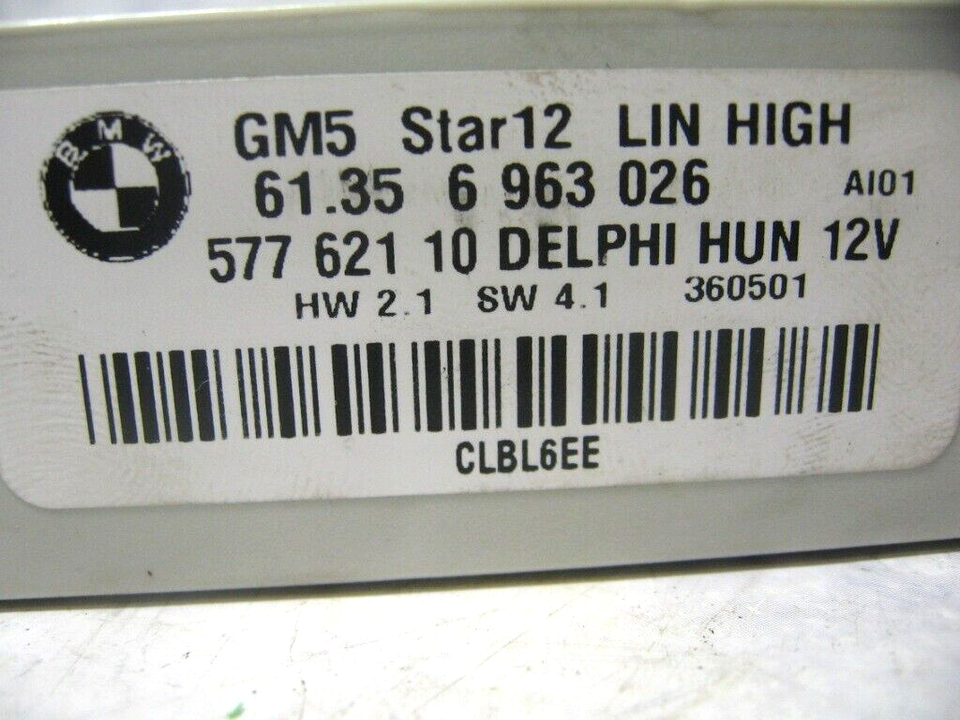 BMW
GM5 Star12 LIN HIGH
61.35 6 963 026 AI01
577 621 10 DELPHI HUN 12V
HW 2.1 SW 4.1 360501
CLBL6EE